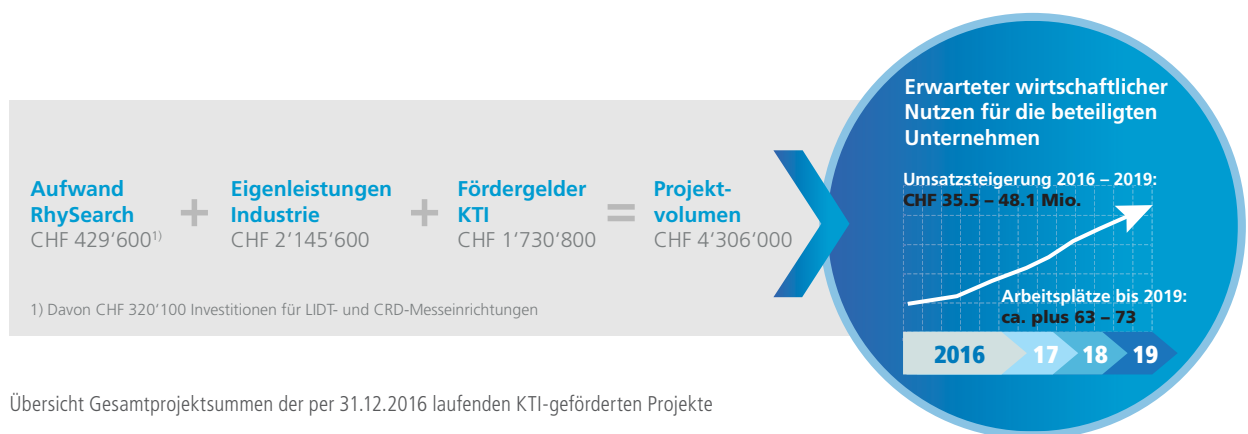 Aufwand
RhySearch
CHF 429‘600¹⁾
+
Eigenleistungen
Industrie
CHF 2‘145‘600
+
Fördergelder
KTI
CHF 1‘730‘800
=
Projekt-
volumen
CHF 4‘306‘000
1) Davon CHF 320‘100 Investitionen für LIDT- und CRD-Messeinrichtungen
Erwarteter wirtschaftlicher
Nutzen für die beteiligten
Unternehmen
Umsatzsteigerung 2016 – 2019:
CHF 35.5 – 48.1 Mio.
Arbeitsplätze bis 2019:
ca. plus 63 – 73
2016 17 18 19
Übersicht Gesamtprojektsummen der per 31.12.2016 laufenden KTI-geförderten Projekte